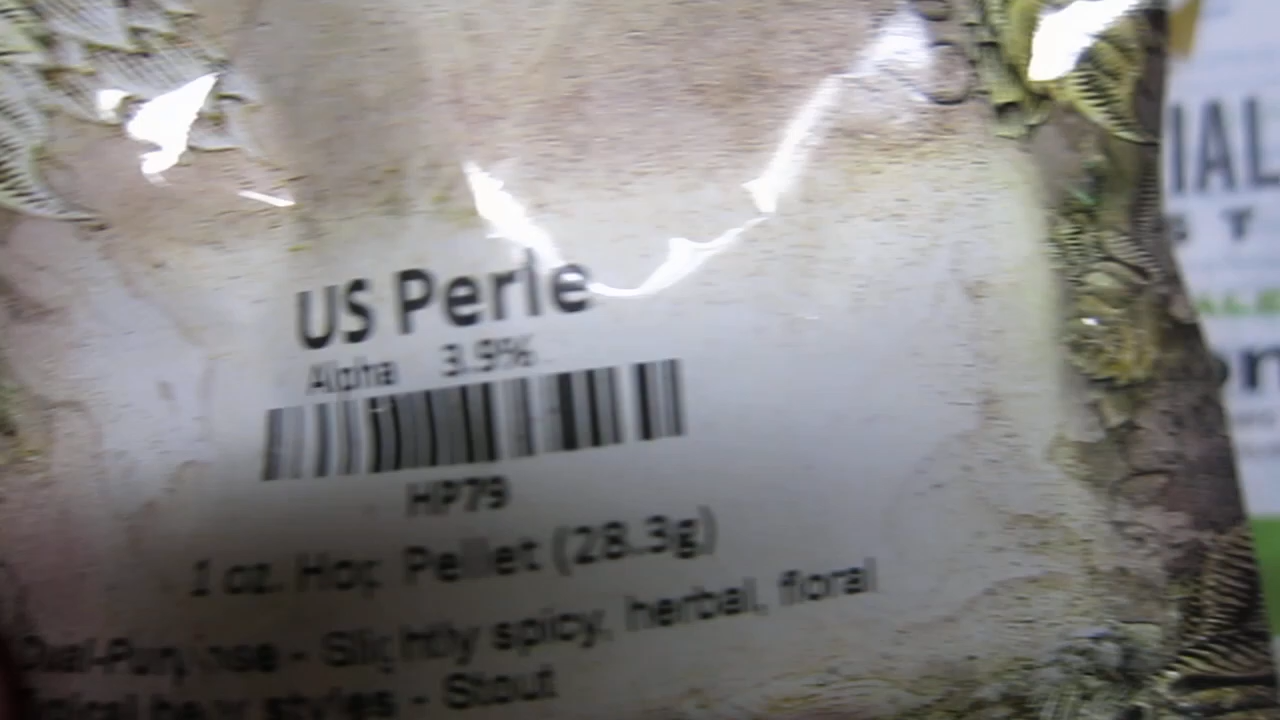 US Perle
Alpha 3.9%
HP79
1 oz. Hop Pellet (28.3g)
Dual-Purpose - Slightly spicy, herbal, floral
Typical beer styles - Stout
IAL
S T